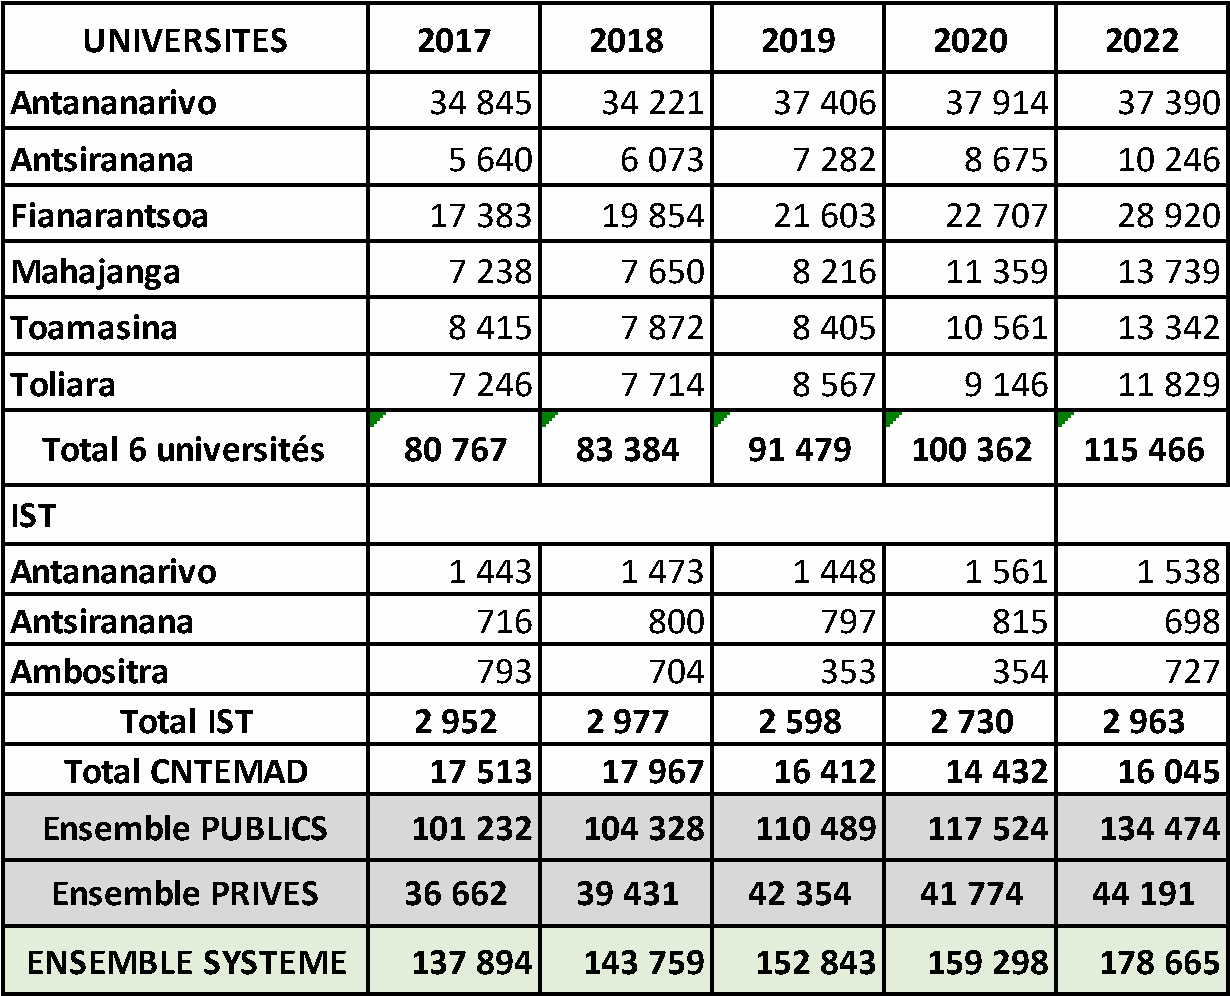 UNIVERSITES 2017 2018 2019 2020 2022
Antananarivo 34 845 34 221 37 406 37 914 37 390
Antsiranana 5 640 6 073 7 282 8 675 10 246
Fianarantsoa 17 383 19 854 21 603 22 707 28 920
Mahajanga 7 238 7 650 8 216 11 359 13 739
Toamasina 8 415 7 872 8 405 10 561 13 342
Toliara 7 246 7 714 8 567 9 146 11 829
Total 6 universités 80 767 83 384 91 479 100 362 115 466
IST
Antananarivo 1 443 1 473 1 448 1 561 1 538
Antsiranana 716 800 797 815 698
Ambositra 793 704 353 354 727
Total IST 2 952 2 977 2 598 2 730 2 963
Total CNTEMAD 17 513 17 967 16 412 14 432 16 045
Ensemble PUBLICS 101 232 104 328 110 489 117 524 134 474
Ensemble PRIVES 36 662 39 431 42 354 41 774 44 191
ENSEMBLE SYSTEME 137 894 143 759 152 843 159 298 178 665